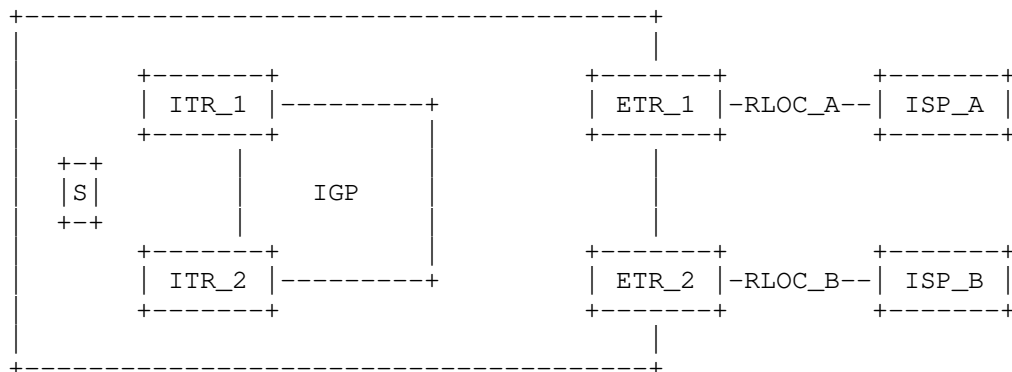 ITR_1 ETR_1 -RLOC_A-- ISP_A
S IGP
ITR_2 ETR_2 -RLOC_B-- ISP_B